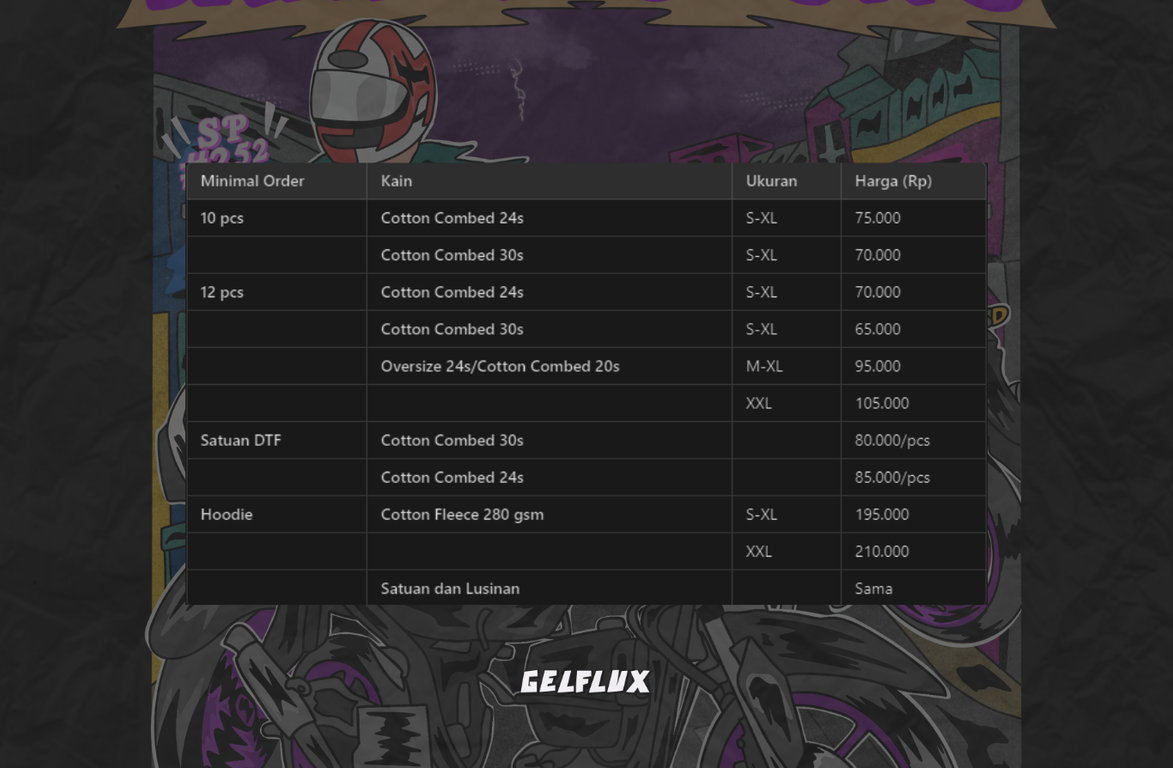 SP
#252
Minimal Order Kain Ukuran Harga (Rp)
10 pcs Cotton Combed 24s S-XL 75.000
Cotton Combed 30s S-XL 70.000
12 pcs Cotton Combed 24s S-XL 70.000
Cotton Combed 30s S-XL 65.000
Oversize 24s/Cotton Combed 20s M-XL 95.000
XXL 105.000
Satuan DTF Cotton Combed 30s 80.000/pcs
Cotton Combed 24s 85.000/pcs
Hoodie Cotton Fleece 280 gsm S-XL 195.000
XXL 210.000
Satuan dan Lusinan Sama
GELFLUX